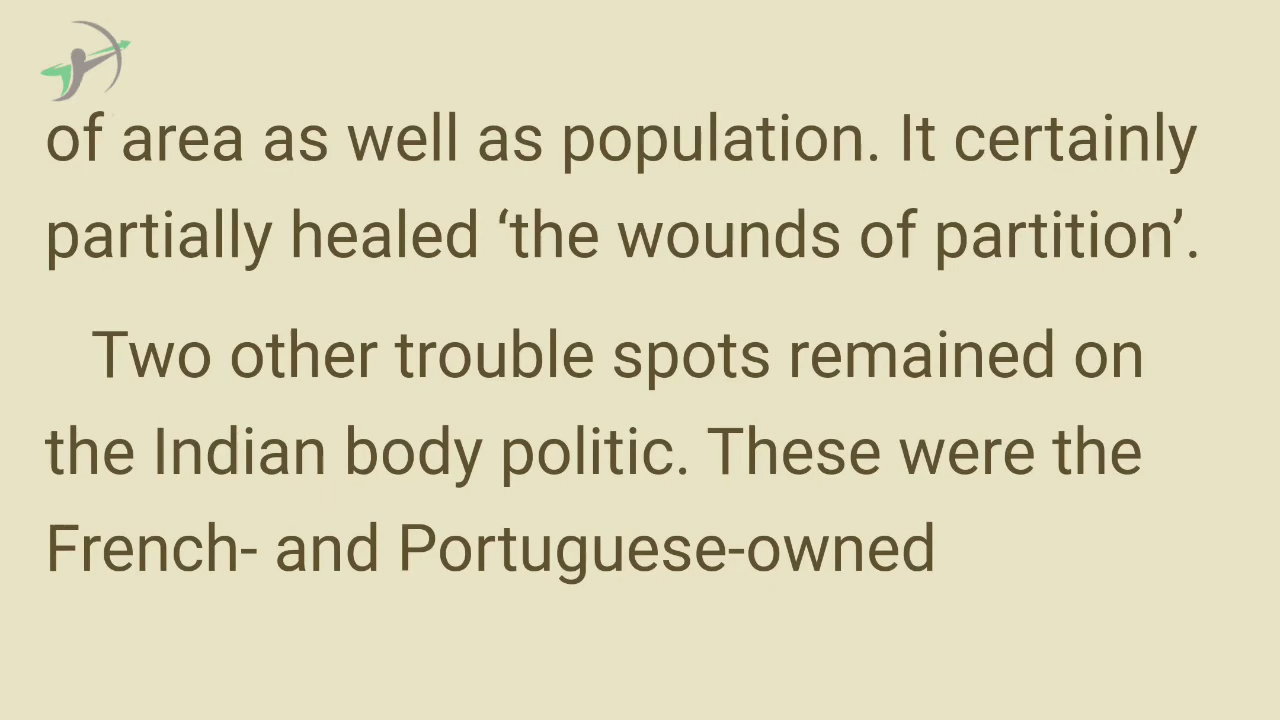 of area as well as population. It certainly
partially healed ‘the wounds of partition’.
Two other trouble spots remained on
the Indian body politic. These were the
French- and Portuguese-owned